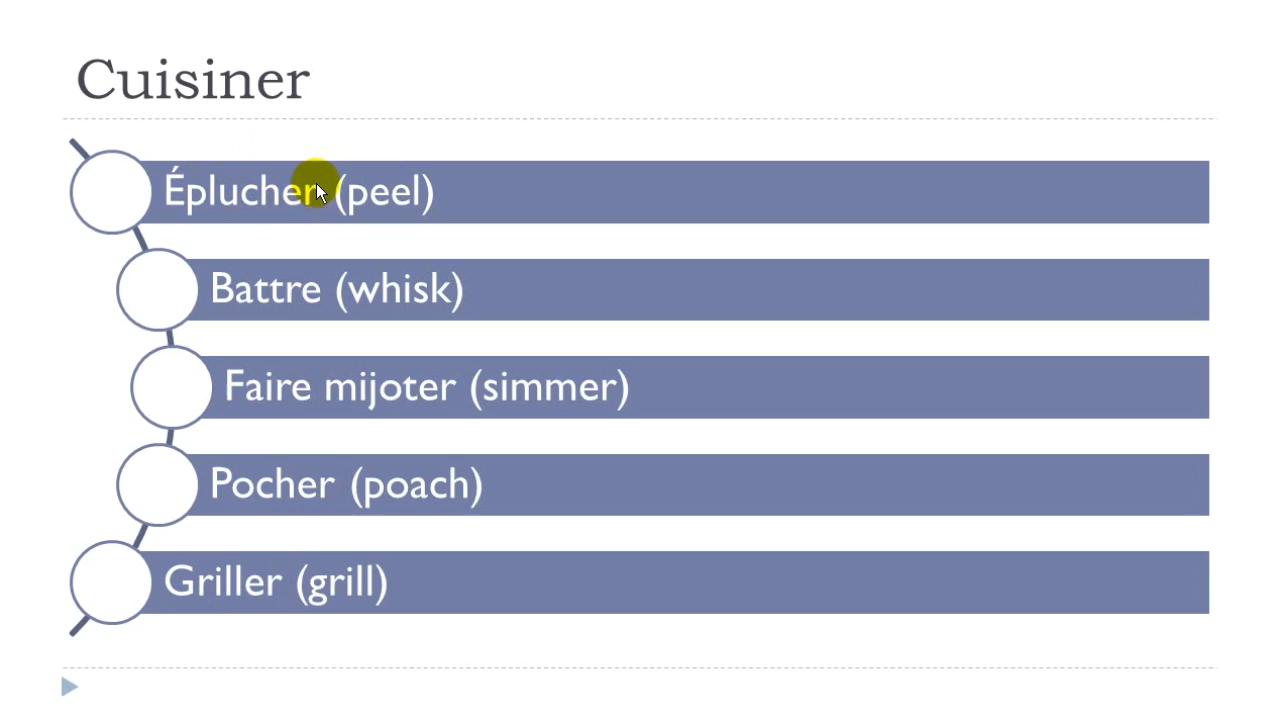 Cuisiner
Éplucher (peel)
Battre (whisk)
Faire mijoter (simmer)
Pocher (poach)
Griller (grill)